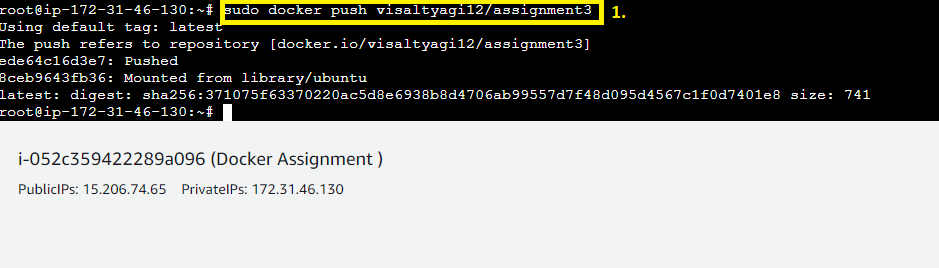 root@ip-172-31-46-130:~# sudo docker push visaltyagi12/assignment3 1.
Using default tag: latest
The push refers to repository [docker.io/visaltyagi12/assignment3]
ede64c16d3e7: Pushed
8ceb9643fb36: Mounted from library/ubuntu
latest: digest: sha256:371075f63370220ac5d8e6938b8d4706ab99557d7f48d095d4567c1f0d7401e8 size: 741
root@ip-172-31-46-130:~#
i-052c359422289a096 (Docker Assignment )
PublicIPs: 15.206.74.65 PrivateIPs: 172.31.46.130